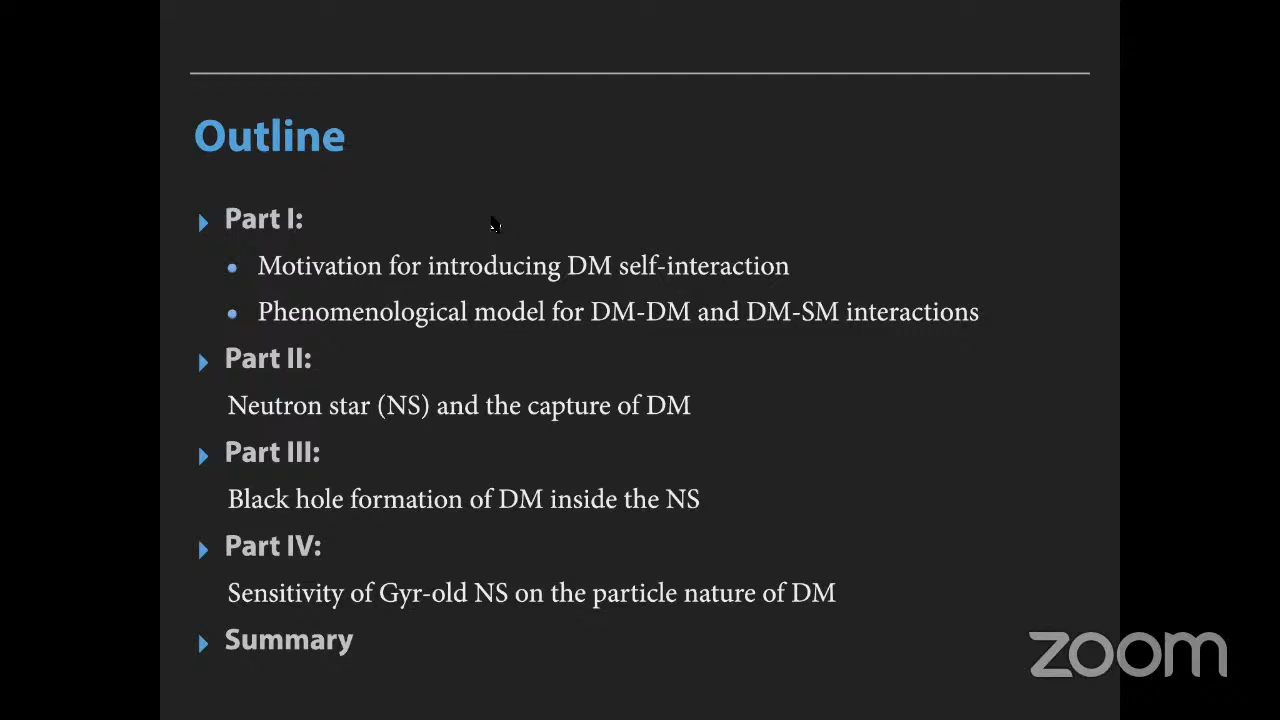 Outline
Part I:
Motivation for introducing DM self-interaction
Phenomenological model for DM-DM and DM-SM interactions
Part II:
Neutron star (NS) and the capture of DM
Part III:
Black hole formation of DM inside the NS
Part IV:
Sensitivity of Gyr-old NS on the particle nature of DM
Summary
zoom